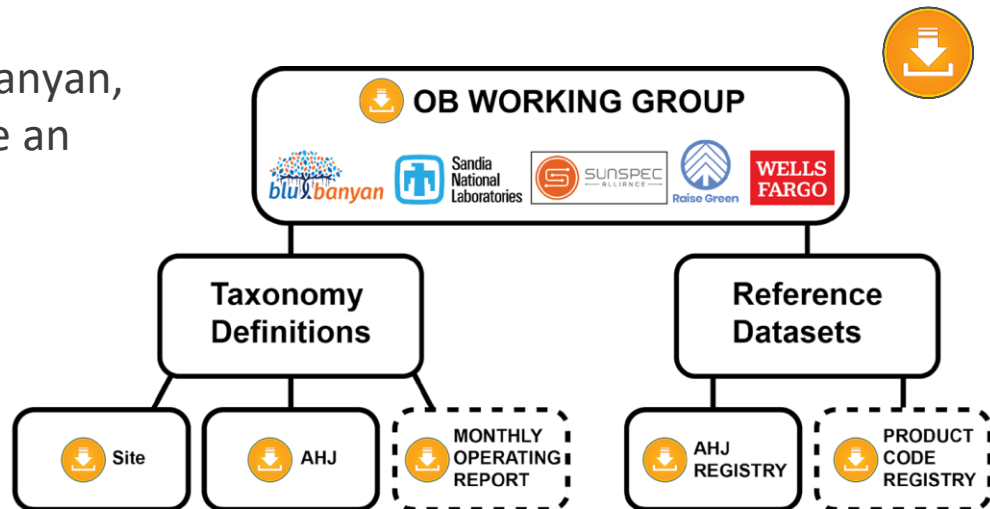 anyan,
e an
OB WORKING GROUP
blu banyan
Sandia
National
Laboratories
SUNSPEC
ALLIANCE
Raise Green
WELLS
FARGO
Taxonomy
Definitions
Reference
Datasets
Site
AHJ
MONTHLY
OPERATING
REPORT
AHJ
REGISTRY
PRODUCT
CODE
REGISTRY